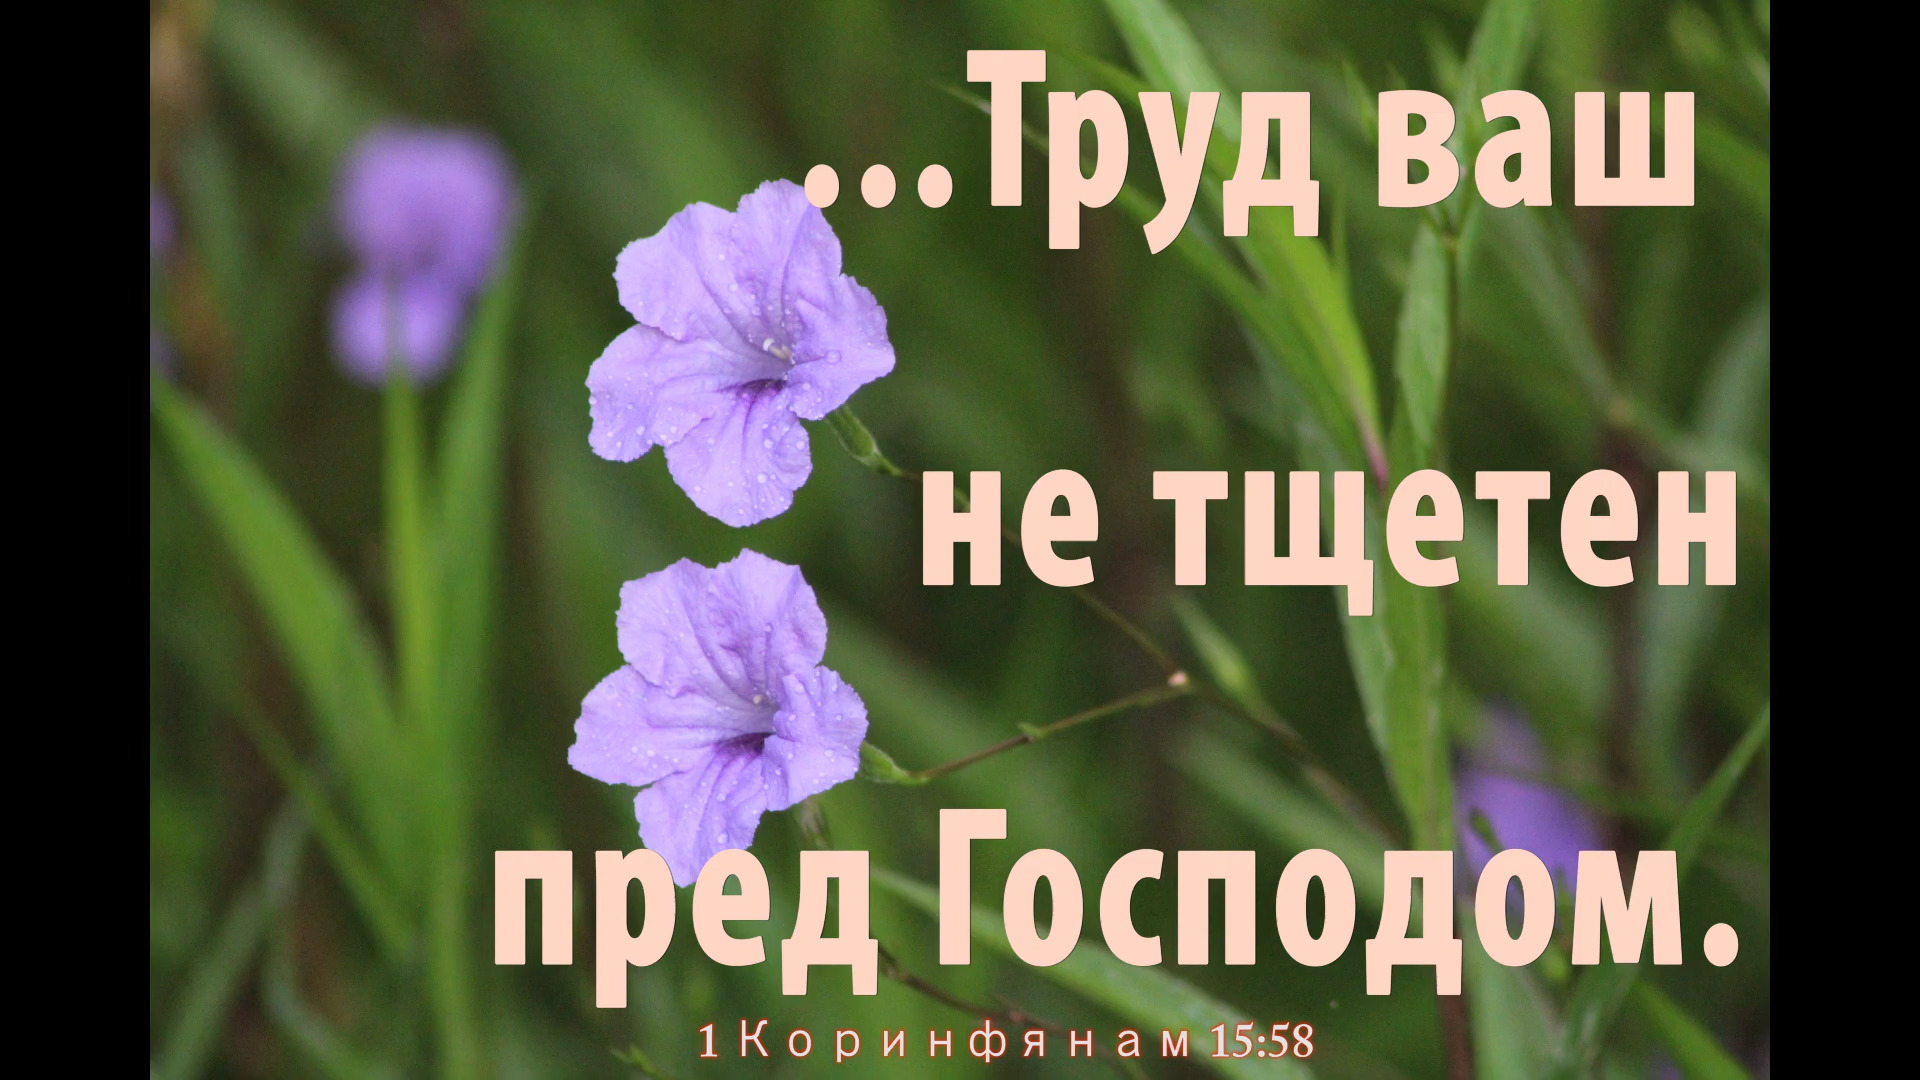 ...Труд ваш
не тщетен
пред Господом.
1 Коринфянам 15:58